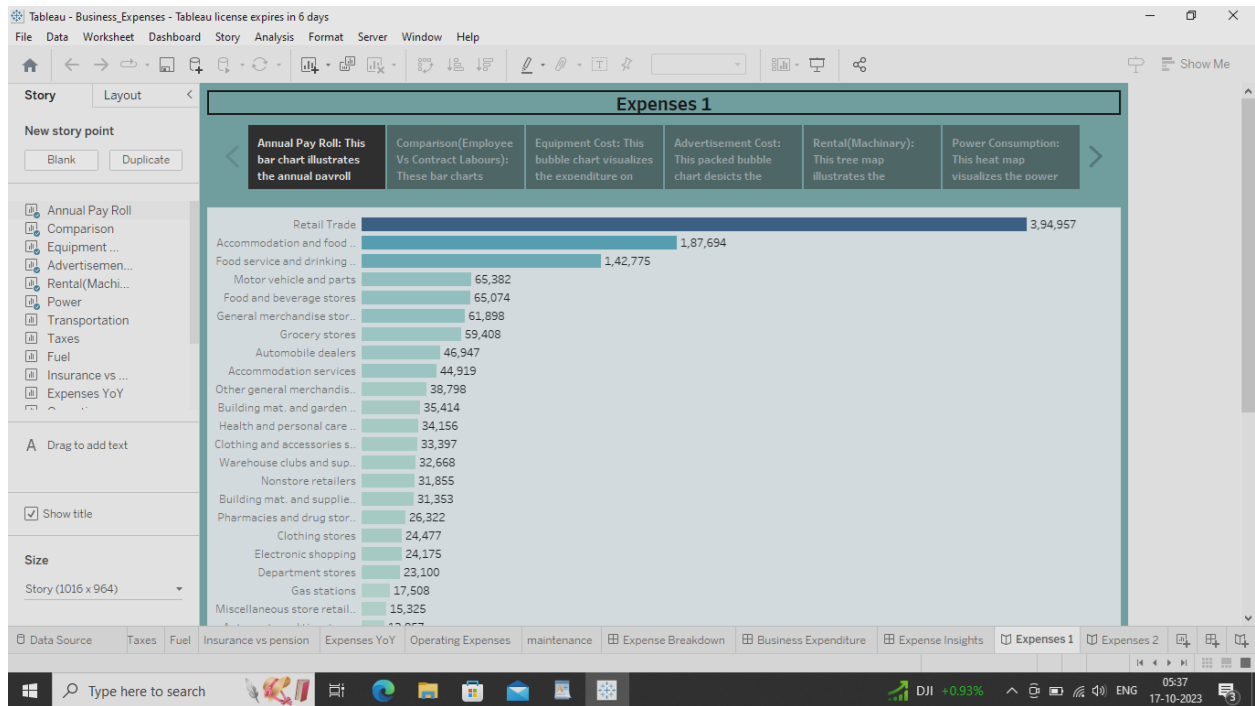 Tableau - Business_Expenses - Tableau license expires in 6 days
File Data Worksheet Dashboard Story Analysis Format Server Window Help
Show Me
Story Layout
New story point
Blank Duplicate
Annual Pay Roll
Comparison
Equipment ...
Advertisemen...
Rental(Machi...
Power
Transportation
Taxes
Fuel
Insurance vs ...
Expenses YoY
A Drag to add text
Show title
Size
Story (1016 x 964)
Expenses 1
Annual Pay Roll: This
bar chart illustrates
the annual payroll
Comparison(Employee
Vs Contract Labours):
These bar charts
Equipment Cost: This
bubble chart visualizes
the expenditure on
Advertisement Cost:
This packed bubble
chart depicts the
Rental(Machinary):
This tree map
illustrates the
Power Consumption:
This heat map
visualizes the power
Retail Trade 3,94,957
Accommodation and food .. 1,87,694
Food service and drinking .. 1,42,775
Motor vehicle and parts 65,382
Food and beverage stores 65,074
General merchandise stor.. 61,898
Grocery stores 59,408
Automobile dealers 46,947
Accommodation services 44,919
Other general merchandis.. 38,798
Building mat. and garden .. 35,414
Health and personal care .. 34,156
Clothing and accessories s.. 33,397
Warehouse clubs and sup.. 32,668
Nonstore retailers 31,855
Building mat. and supplie.. 31,353
Pharmacies and drug stor.. 26,322
Clothing stores 24,477
Electronic shopping 24,175
Department stores 23,100
Gas stations 17,508
Miscellaneous store retail.. 15,325
Data Source Taxes Fuel Insurance vs pension Expenses YoY Operating Expenses maintenance Expense Breakdown Business Expenditure Expense Insights Expenses 1 Expenses 2
Type here to search
DJI +0.93%
ENG
05:37
17-10-2023
3